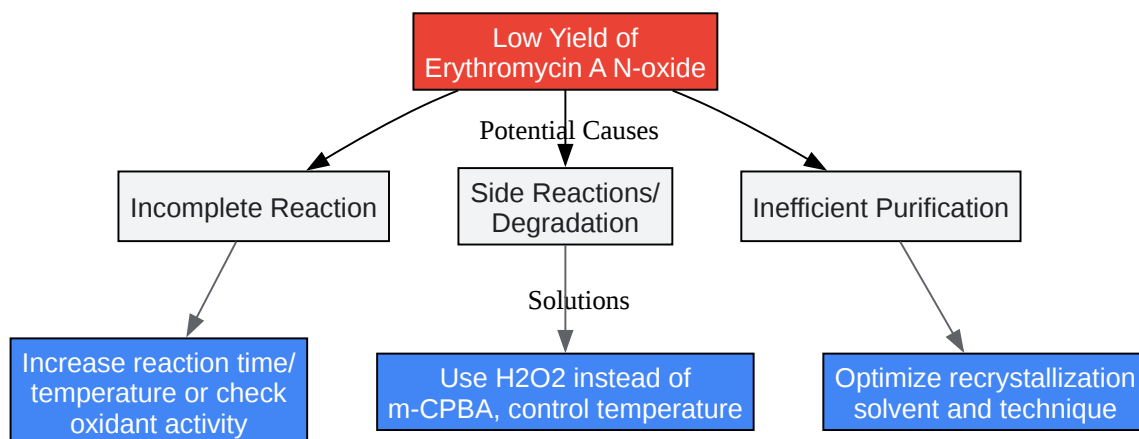 Low Yield of
Erythromycin A N-oxide
Potential Causes
Incomplete Reaction
Side Reactions/
Degradation
Inefficient Purification
Solutions
Increase reaction time/
temperature or check
oxidant activity
Use H2O2 instead of
m-CPBA, control temperature
Optimize recrystallization
solvent and technique